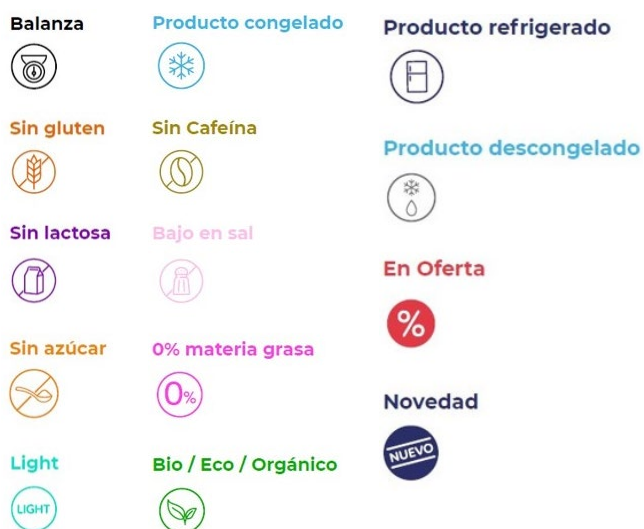 Balanza
Producto congelado
Producto refrigerado
Sin gluten
Sin Cafeína
Producto descongelado
Sin lactosa
Bajo en sal
En Oferta
%
Sin azúcar
0% materia grasa
0%
Novedad
NUEVO
Light
Bio / Eco / Orgánico
LIGHT